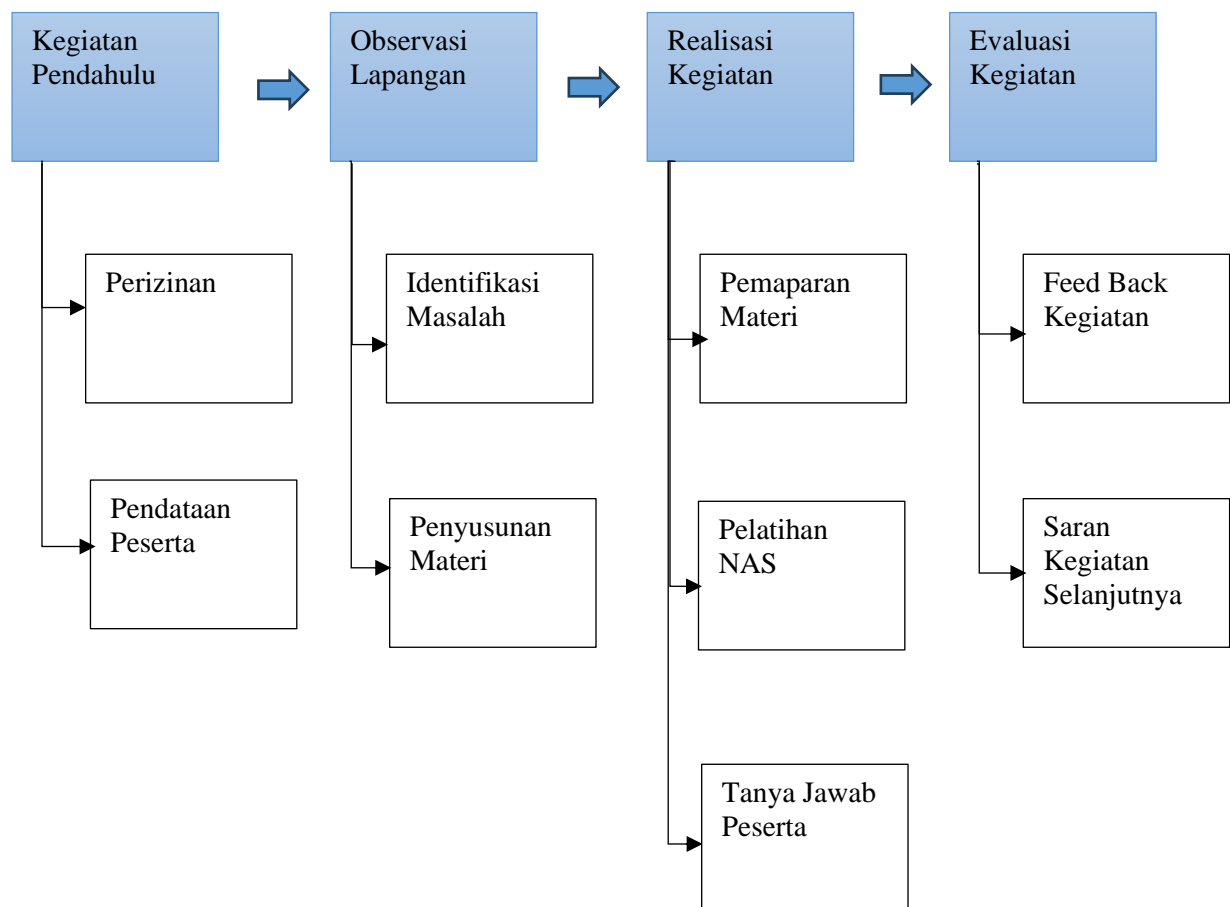 Kegiatan
Pendahulu
Observasi
Lapangan
Realisasi
Kegiatan
Evaluasi
Kegiatan
Perizinan
Identifikasi
Masalah
Pemaparan
Materi
Feed Back
Kegiatan
Pendataan
Peserta
Penyusunan
Materi
Pelatihan
NAS
Saran
Kegiatan
Selanjutnya
Tanya Jawab
Peserta